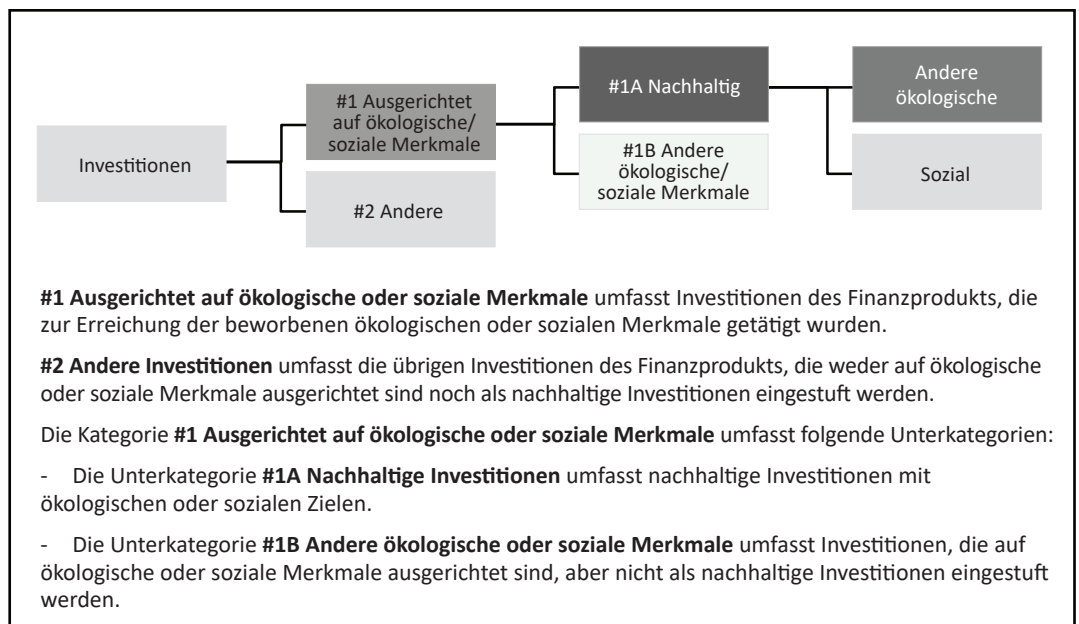 Investitionen
#1 Ausgerichtet
auf ökologische/
soziale Merkmale
#2 Andere
#1A Nachhaltig
#1B Andere
ökologische/
soziale Merkmale
Andere
ökologische
Sozial
#1 Ausgerichtet auf ökologische oder soziale Merkmale umfasst Investitionen des Finanzprodukts, die
zur Erreichung der beworbenen ökologischen oder sozialen Merkmale getätigt wurden.
#2 Andere Investitionen umfasst die übrigen Investitionen des Finanzprodukts, die weder auf ökologische
oder soziale Merkmale ausgerichtet sind noch als nachhaltige Investitionen eingestuft werden.
Die Kategorie #1 Ausgerichtet auf ökologische oder soziale Merkmale umfasst folgende Unterkategorien:
- Die Unterkategorie #1A Nachhaltige Investitionen umfasst nachhaltige Investitionen mit
ökologischen oder sozialen Zielen.
- Die Unterkategorie #1B Andere ökologische oder soziale Merkmale umfasst Investitionen, die auf
ökologische oder soziale Merkmale ausgerichtet sind, aber nicht als nachhaltige Investitionen eingestuft
werden.